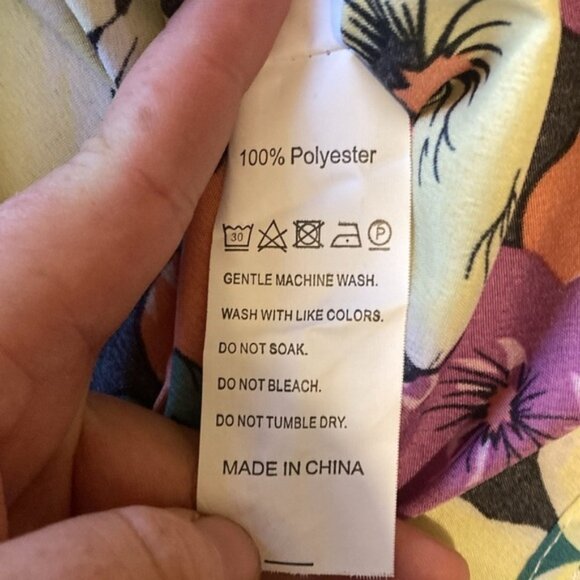 100% Polyester
30 P
GENTLE MACHINE WASH.
WASH WITH LIKE COLORS.
DO NOT SOAK.
DO NOT BLEACH.
DO NOT TUMBLE DRY.
MADE IN CHINA